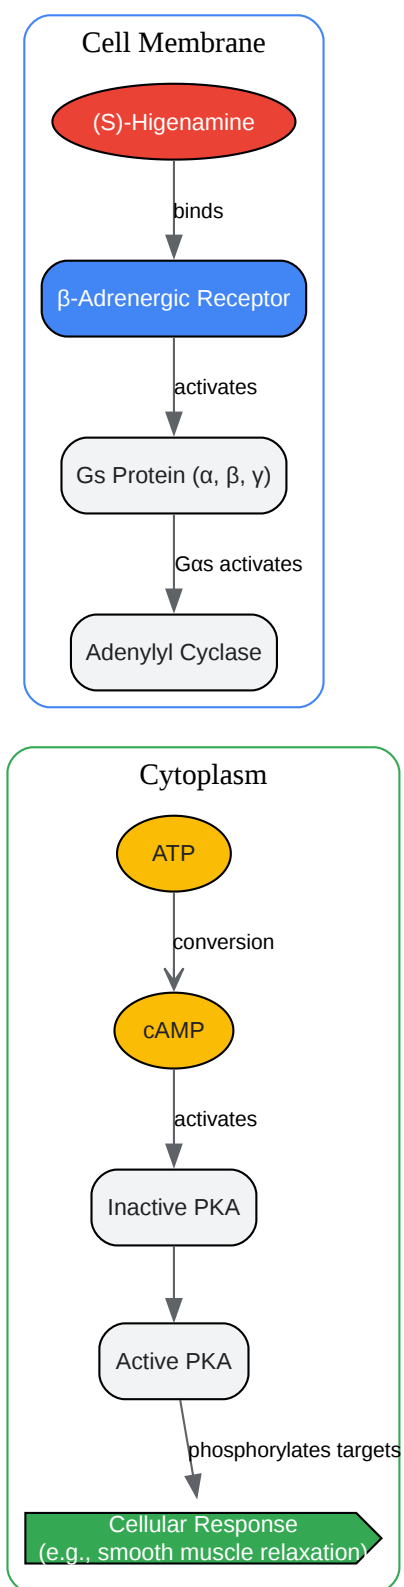 Cell Membrane
(S)-Higenamine
binds
β-Adrenergic Receptor
activates
Gs Protein (α, β, γ)
Gαs activates
Adenylyl Cyclase
Cytoplasm
ATP
conversion
cAMP
activates
Inactive PKA
Active PKA
phosphorylates targets
Cellular Response
(e.g., smooth muscle relaxation)